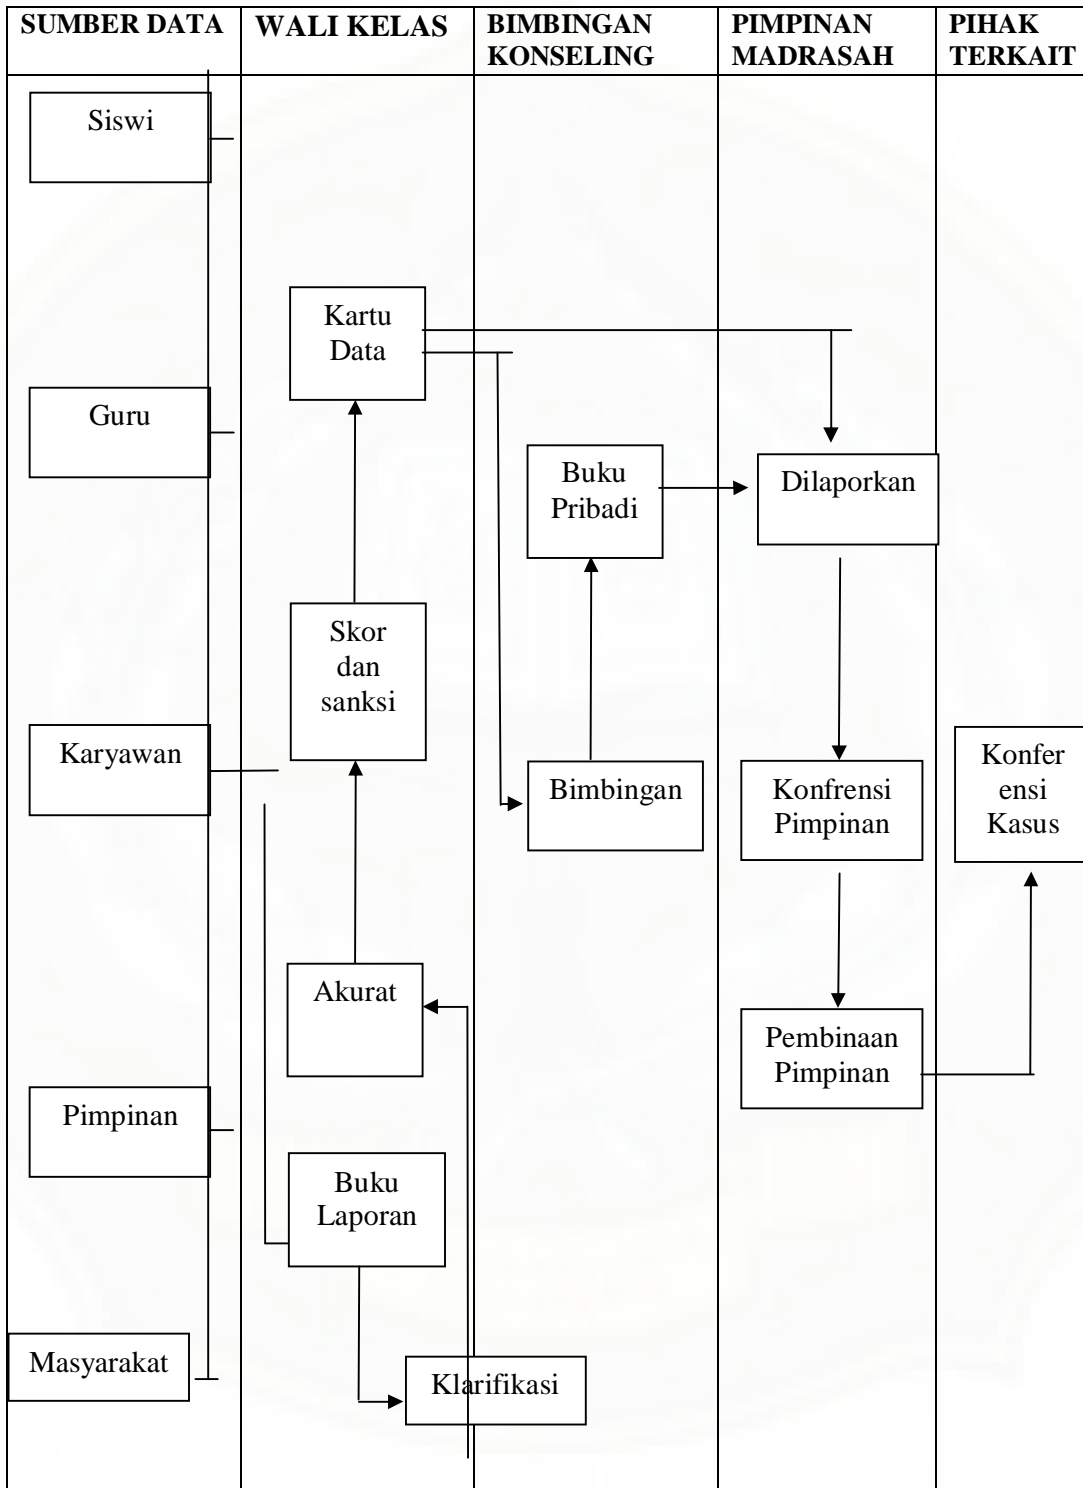 SUMBER DATA
WALI KELAS
BIMBINGAN
KONSELING
PIMPINAN
MADRASAH
PIHAK
TERKAIT
Siswi
Guru
Karyawan
Pimpinan
Masyarakat
Kartu
Data
Skor
dan
sanksi
Akurat
Buku
Laporan
Klarifikasi
Buku
Pribadi
Bimbingan
Dilaporkan
Konfrensi
Pimpinan
Pembinaan
Pimpinan
Konfer
ensi
Kasus